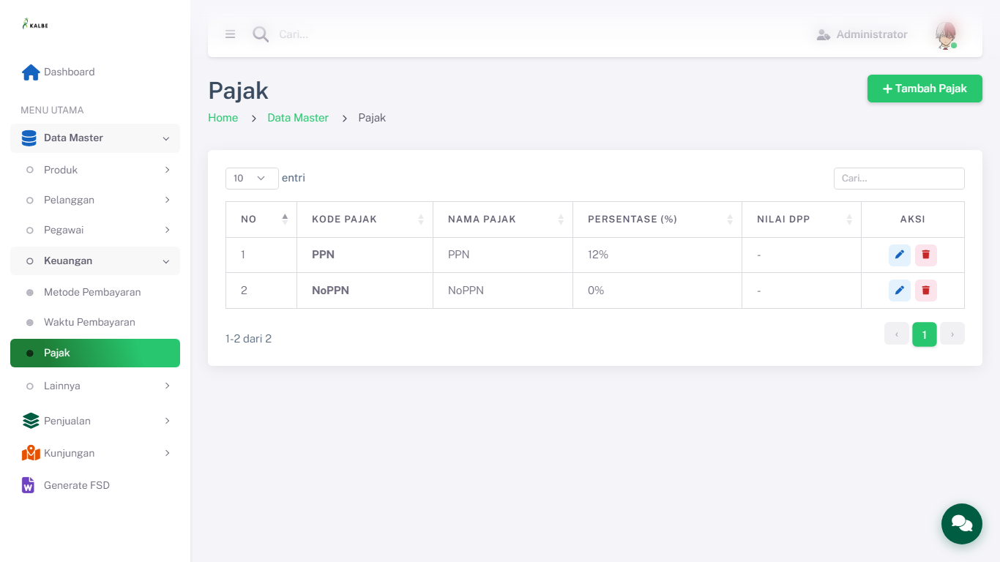 KALBE
Dashboard
MENU UTAMA
Data Master
Produk
Pelanggan
Pegawai
Keuangan
Metode Pembayaran
Waktu Pembayaran
Pajak
Lainnya
Penjualan
Kunjungan
W Generate FSD
Cari... Administrator
Pajak
+ Tambah Pajak
Home > Data Master > Pajak
10 entri
Cari...
NO KODE PAJAK NAMA PAJAK PERSENTASE (%) NILAI DPP AKSI
1 PPN PPN 12% -
2 NoPPN NoPPN 0% -
1-2 dari 2
‹ 1 ›